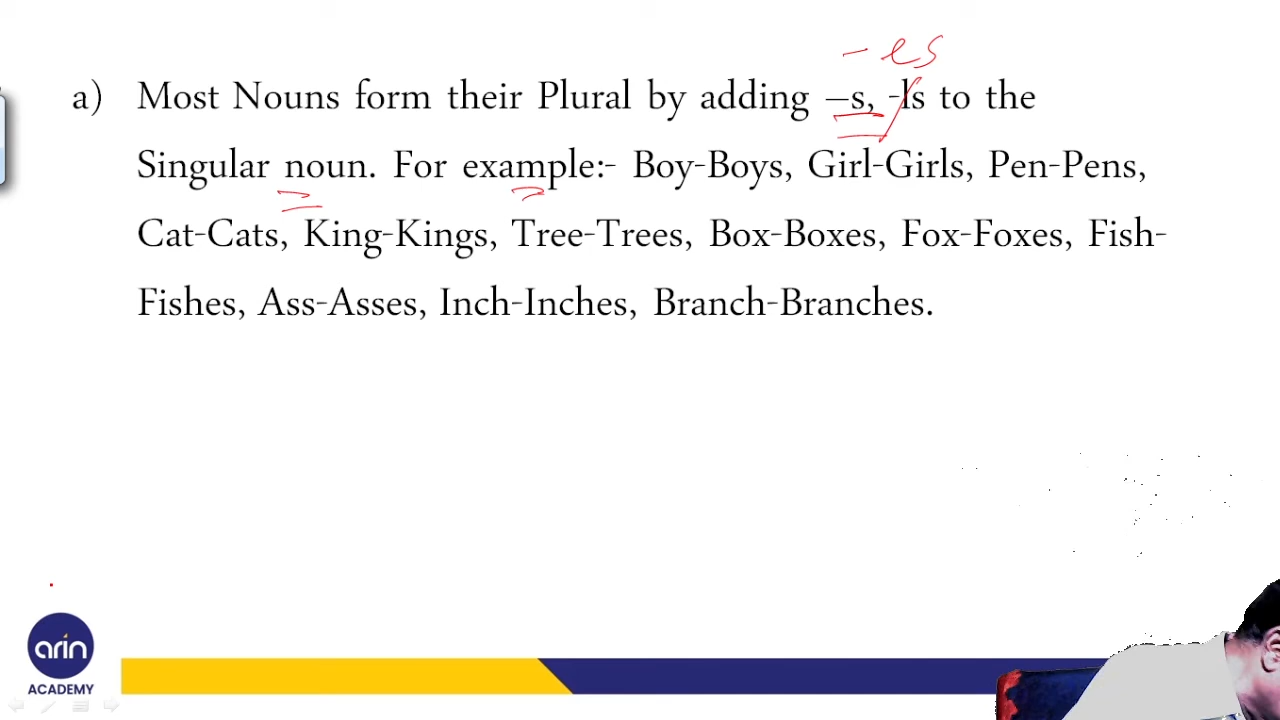 -es
a) Most Nouns form their Plural by adding –s, -ls to the
Singular noun. For example:- Boy-Boys, Girl-Girls, Pen-Pens,
Cat-Cats, King-Kings, Tree-Trees, Box-Boxes, Fox-Foxes, Fish-
Fishes, Ass-Asses, Inch-Inches, Branch-Branches.
arin
ACADEMY